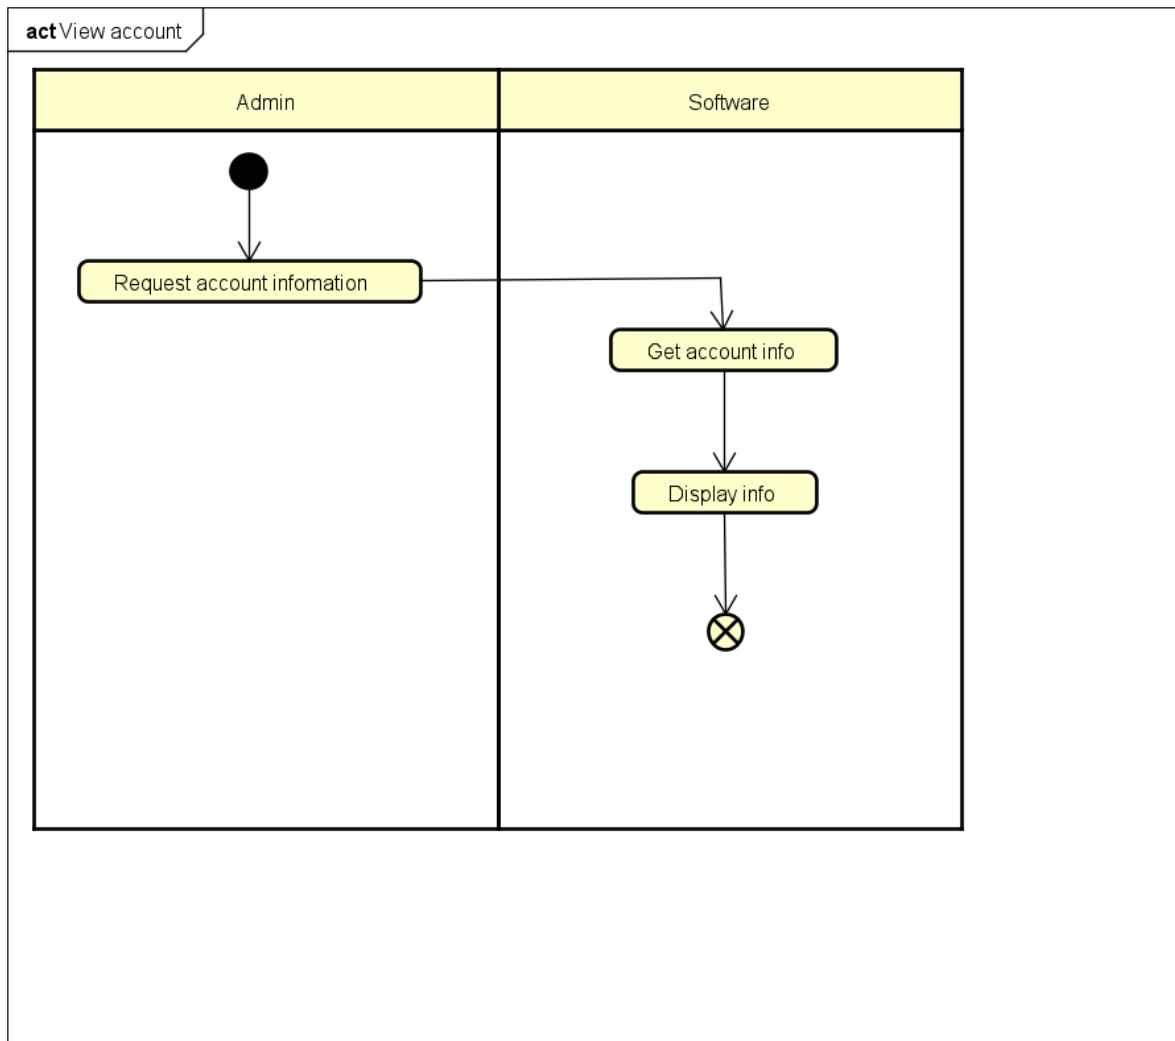 act View account
Admin
Software
Request account infomation
Get account info
Display info